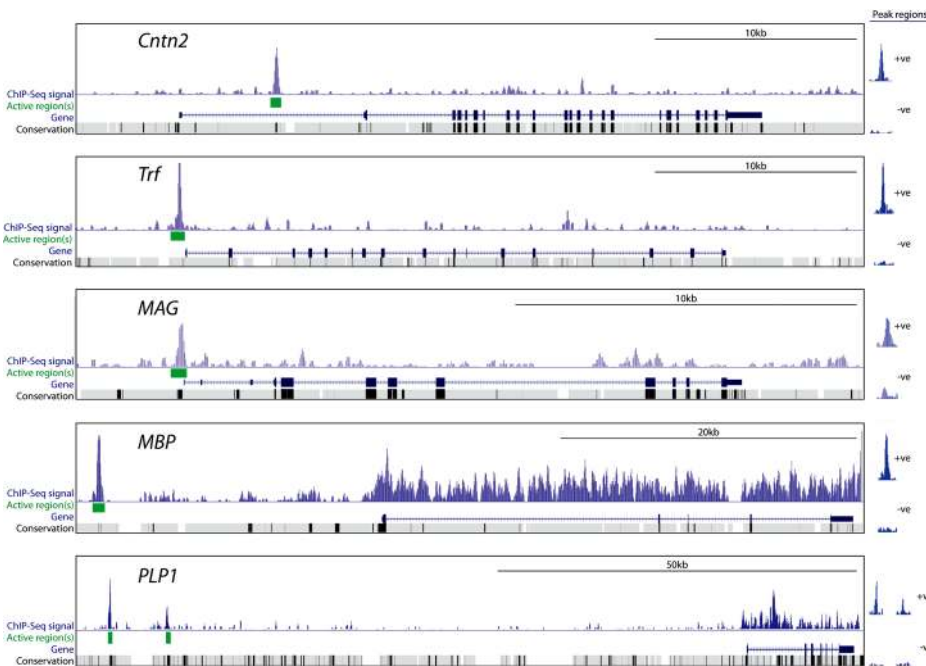 Peak regions
Cntn2
10kb
+ve
-ve
ChIP-Seq signal
Active region(s)
Gene
Conservation
Trf
10kb
+ve
-ve
ChIP-Seq signal
Active region(s)
Gene
Conservation
MAG
10kb
+ve
-ve
ChIP-Seq signal
Active region(s)
Gene
Conservation
MBP
20kb
+ve
-ve
ChIP-Seq signal
Active region(s)
Gene
Conservation
PLP1
50kb
+v
ChIP-Seq signal
Active region(s)
Gene
-v
Conservation